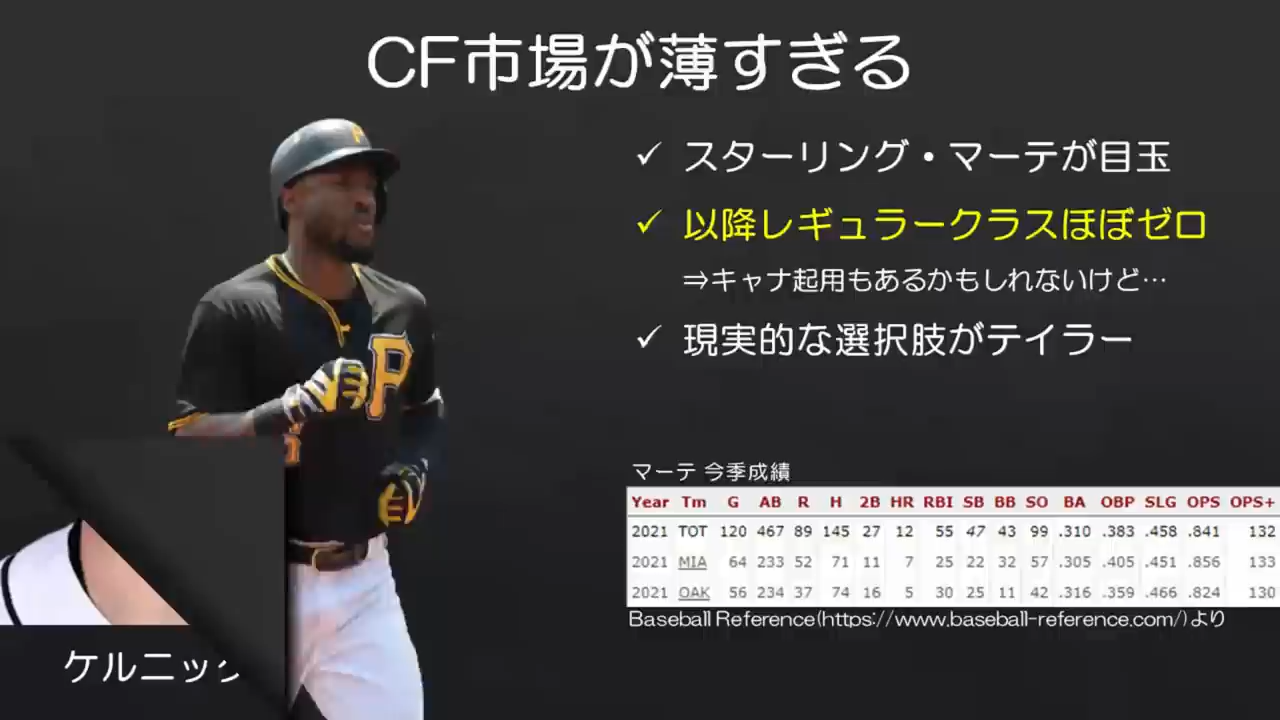 CF市場が薄すぎる
✓ スターリング・マーテが目玉
✓ 以降レギュラークラスほぼゼロ
⇒キャナ起用もあるかもしれないけど…
✓ 現実的な選択肢がテイラー
P
P
マーテ 今季成績
Year Tm G AB R H 2B HR RBI SB BB SO BA OBP SLG OPS OPS+
2021 TOT 120 467 89 145 27 12 55 47 43 99 .310 .383 .458 .841 132
2021 MIA 64 233 52 71 11 7 25 22 32 57 .305 .405 .451 .856 133
2021 OAK 56 234 37 74 16 5 30 25 11 42 .316 .359 .466 .824 130
Baseball Reference(https://www.baseball-reference.com/)より
ケルニック